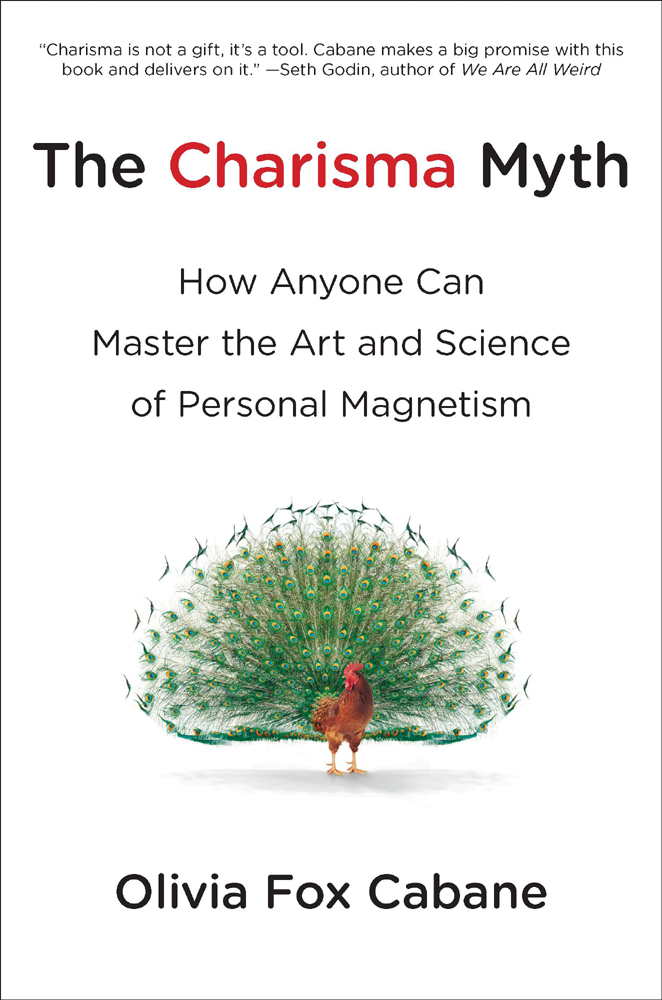 “Charisma is not a gift, it’s a tool. Cabane makes a big promise with this
book and delivers on it.” —Seth Godin, author of We Are All Weird
The Charisma Myth
How Anyone Can
Master the Art and Science
of Personal Magnetism
Olivia Fox Cabane